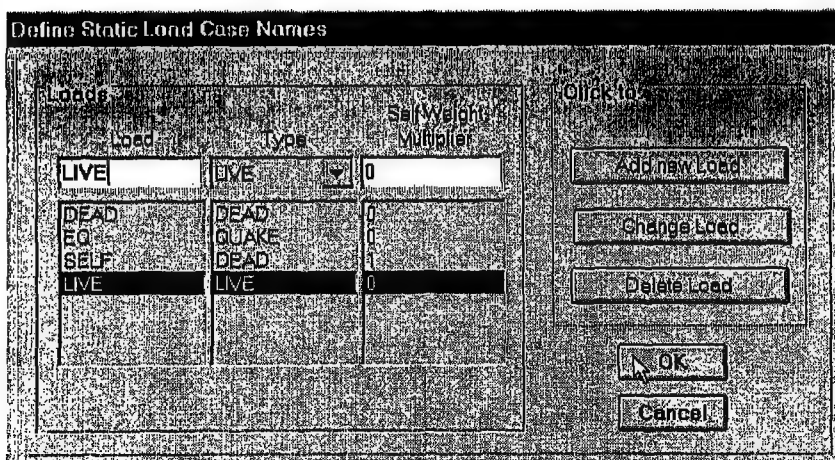 Define Static Load Case Names
Loads
Click to:
Load Type Self Weight Multiplier
LIVE LIVE 0
DEAD DEAD 0
EQ QUAKE 0
SELF DEAD 1
LIVE LIVE 0
Add new Load
Change Load
Delete Load
OK
Cancel